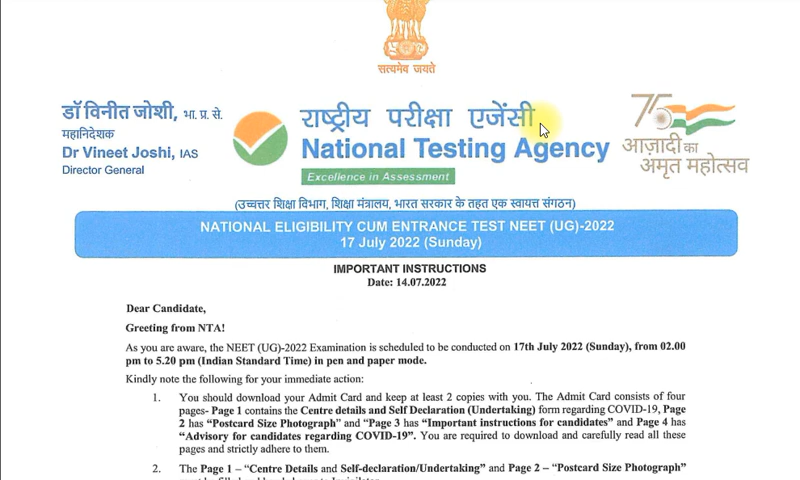 सत्यमेव जयते
डॉ विनीत जोशी, भा. प्र. से.
महानिदेशक
Dr Vineet Joshi, IAS
Director General
राष्ट्रीय परीक्षा एजेंसी
National Testing Agency
Excellence in Assessment
75
आज़ादी का
अमृत महोत्सव
(उच्चत्तर शिक्षा विभाग, शिक्षा मंत्रालय, भारत सरकार के तहत एक स्वायत्त संगठन)
NATIONAL ELIGIBILITY CUM ENTRANCE TEST NEET (UG)-2022
17 July 2022 (Sunday)
IMPORTANT INSTRUCTIONS
Date: 14.07.2022
Dear Candidate,
Greeting from NTA!
As you are aware, the NEET (UG)-2022 Examination is scheduled to be conducted on 17th July 2022 (Sunday), from 02.00
pm to 5.20 pm (Indian Standard Time) in pen and paper mode.
Kindly note the following for your immediate action:
1. You should download your Admit Card and keep at least 2 copies with you. The Admit Card consists of four
pages- Page 1 contains the Centre details and Self Declaration (Undertaking) form regarding COVID-19, Page
2 has “Postcard Size Photograph” and “Page 3 has “Important instructions for candidates” and Page 4 has
“Advisory for candidates regarding COVID-19”. You are required to download and carefully read all these
pages and strictly adhere to them.
2. The Page 1 – “Centre Details and Self-declaration/Undertaking” and Page 2 – “Postcard Size Photograph”